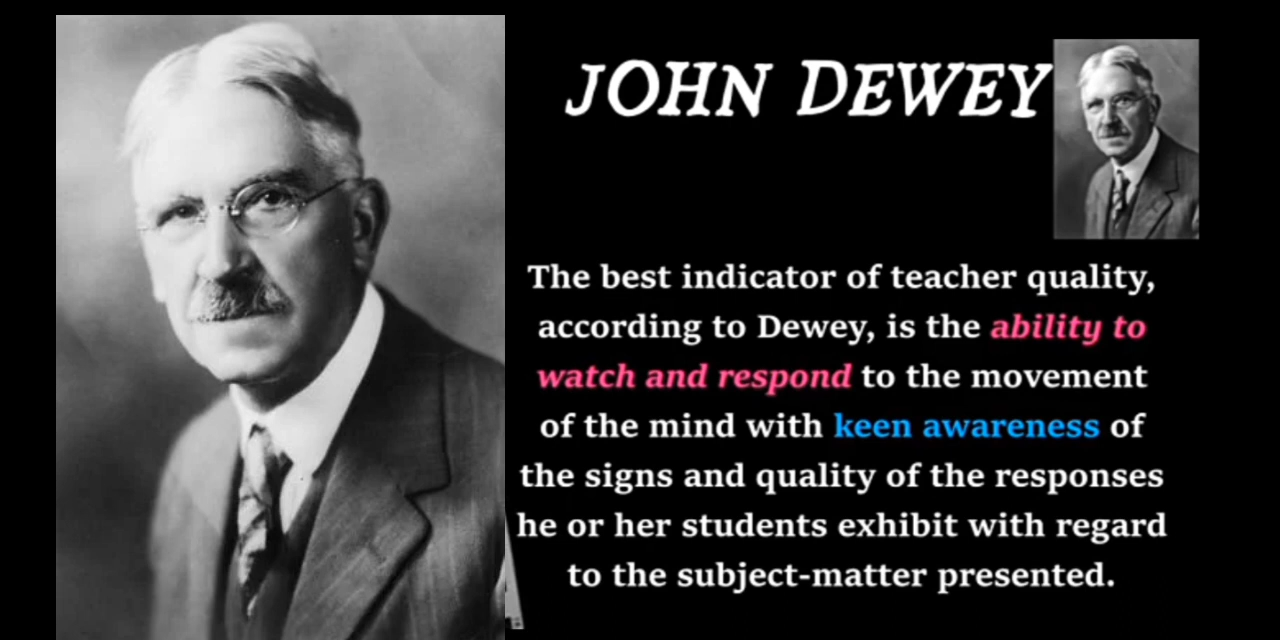 JOHN DEWEY
The best indicator of teacher quality,
according to Dewey, is the ability to
watch and respond to the movement
of the mind with keen awareness of
the signs and quality of the responses
he or her students exhibit with regard
to the subject-matter presented.